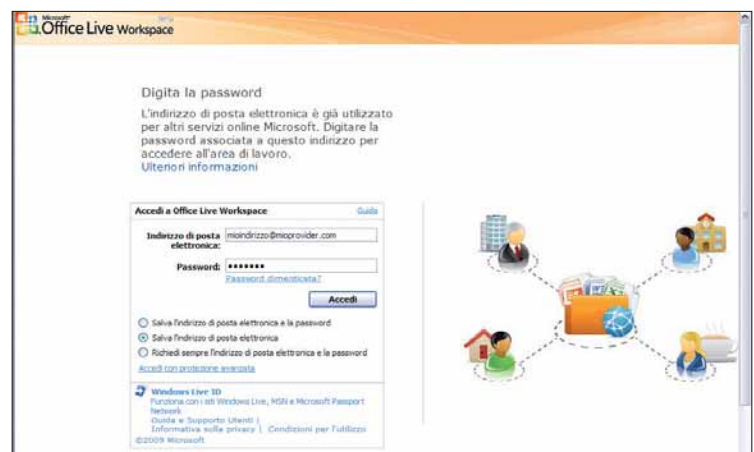 Microsoft beta
Office Live Workspace
Digita la password
L'indirizzo di posta elettronica è già utilizzato
per altri servizi online Microsoft. Digitare la
password associata a questo indirizzo per
accedere all'area di lavoro.
Ulteriori informazioni
Accedi a Office Live Workspace Guida
Indirizzo di posta
elettronica:
mioindirizzo@mioprovider.com
Password: •••••••
Password dimenticata?
Accedi
Salva l'indirizzo di posta elettronica e la password
Salva l'indirizzo di posta elettronica
Richiedi sempre l'indirizzo di posta elettronica e la password
Accedi con protezione avanzata
Windows Live ID
Funziona con i siti Windows Live, MSN e Microsoft Passport
Network
Guida e Supporto Utenti |
Informativa sulla privacy | Condizioni per l'utilizzo
©2009 Microsoft